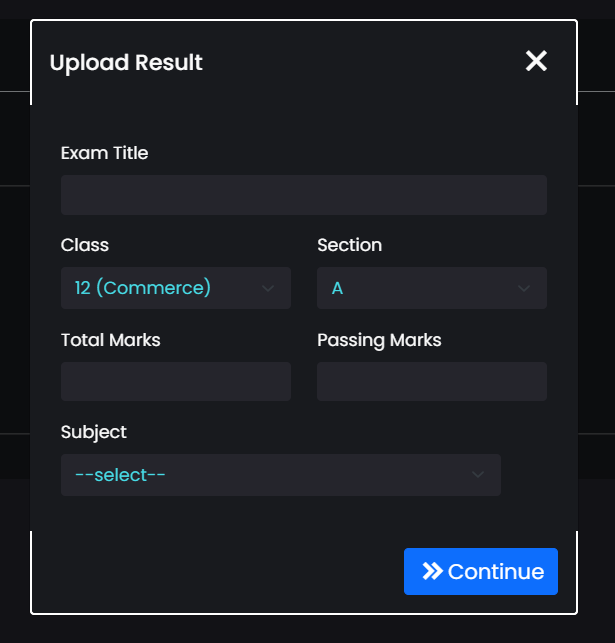 Upload Result
Exam Title
Class Section
12 (Commerce) A
Total Marks Passing Marks
Subject
--select--
Continue